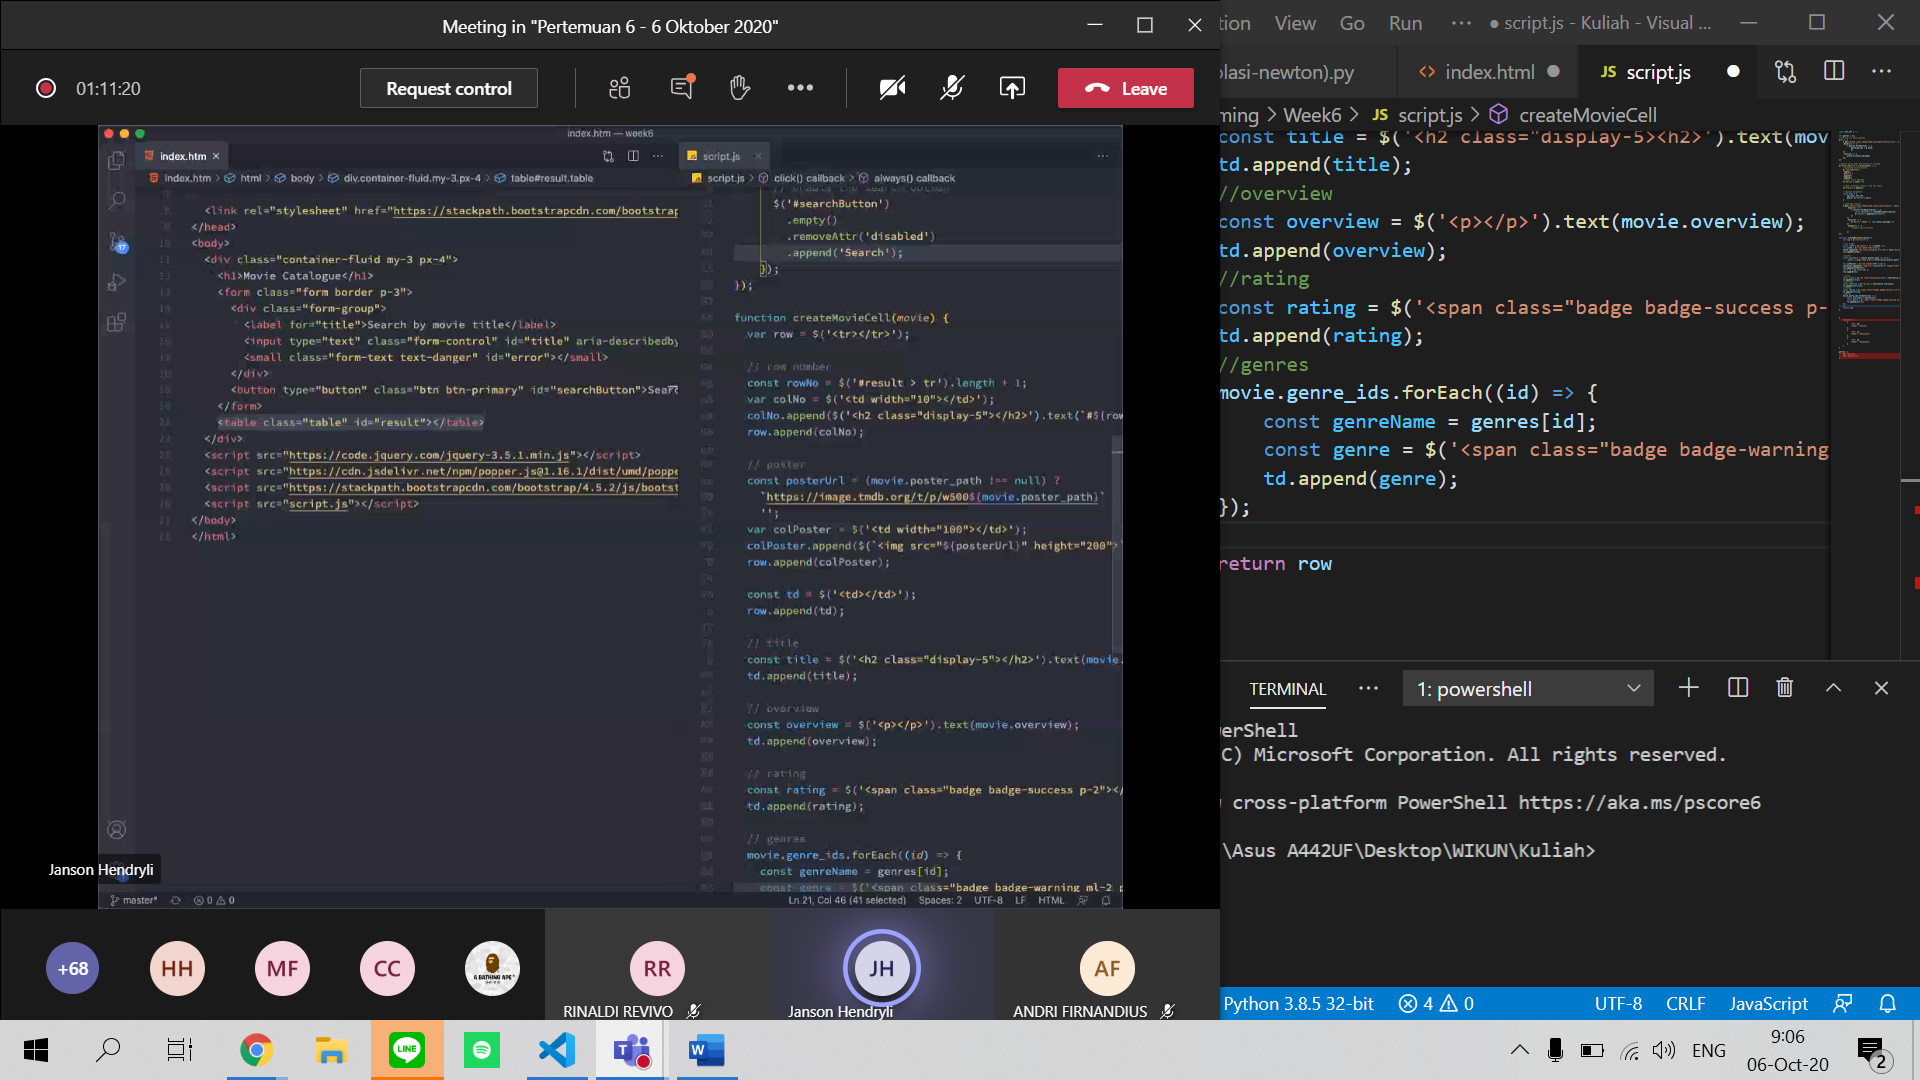 Meeting in "Pertemuan 6 - 6 Oktober 2020"
01:11:20
Request control
Leave
index.htm — week6
index.htm
script.js
index.htm > html > body > div.container-fluid.my-3.px-4 > table#result.table
script.js > click() callback > always() callback
<link rel="stylesheet" href="https://stackpath.bootstrapcdn.com/bootstrap
</head>
<body>
<div class="container-fluid my-3 px-4">
<h1>Movie Catalogue</h1>
<form class="form border p-3">
<div class="form-group">
<label for="title">Search by movie title</label>
<input type="text" class="form-control" id="title" aria-describedby
<small class="form-text text-danger" id="error"></small>
</div>
<button type="button" class="btn btn-primary" id="searchButton">Sear
</form>
<table class="table" id="result"></table>
</div>
<script src="https://code.jquery.com/jquery-3.5.1.min.js"></script>
<script src="https://cdn.jsdelivr.net/npm/popper.js@1.16.1/dist/umd/poppe
<script src="https://stackpath.bootstrapcdn.com/bootstrap/4.5.2/js/bootst
<script src="script.js"></script>
</body>
</html>
$('#searchButton')
.empty()
.removeAttr('disabled')
.append('Search');
});
});
function createMovieCell(movie) {
var row = $('<tr></tr>');
// row number
const rowNo = $('#result > tr').length + 1;
var colNo = $('<td width="10"></td>');
colNo.append($('<h2 class="display-5"></h2>').text(`#${row
row.append(colNo);
// poster
const posterUrl = (movie.poster_path !== null) ?
`https://image.tmdb.org/t/p/w500${movie.poster_path}`
'';
var colPoster = $('<td width="100"></td>');
colPoster.append($(`<img src="${posterUrl}" height="200">`
row.append(colPoster);
const td = $('<td></td>');
row.append(td);
// title
const title = $('<h2 class="display-5"></h2>').text(movie.
td.append(title);
// overview
const overview = $('<p></p>').text(movie.overview);
td.append(overview);
// rating
const rating = $('<span class="badge badge-success p-2"></
td.append(rating);
// genres
movie.genre_ids.forEach((id) => {
const genreName = genres[id];
const genre = $('<span class="badge badge-warning ml-2 p
Janson Hendryli
master*
0 0
Ln 21, Col 46 (41 selected) Spaces: 2 UTF-8 LF HTML
+68
HH
MF
CC
A BATHING APE
RR
JH
AF
RINALDI REVIVO
Janson Hendryli
ANDRI FIRNANDIUS
tion View Go Run ··· ● script.js - Kuliah - Visual ...
olasi-newton).py
<> index.html
JS script.js
ming > Week6 > JS script.js > createMovieCell
const title = $('<h2 class="display-5><h2>').text(mov
td.append(title);
//overview
const overview = $('<p></p>').text(movie.overview);
td.append(overview);
//rating
const rating = $('<span class="badge badge-success p-
td.append(rating);
//genres
movie.genre_ids.forEach((id) => {
const genreName = genres[id];
const genre = $('<span class="badge badge-warning
td.append(genre);
});
return row
TERMINAL
1: powershell
erShell
C) Microsoft Corporation. All rights reserved.
cross-platform PowerShell https://aka.ms/pscore6
\Asus A442UF\Desktop\WIKUN\Kuliah>
Python 3.8.5 32-bit
4 0
UTF-8 CRLF JavaScript
LINE
ENG
9:06
06-Oct-20
2